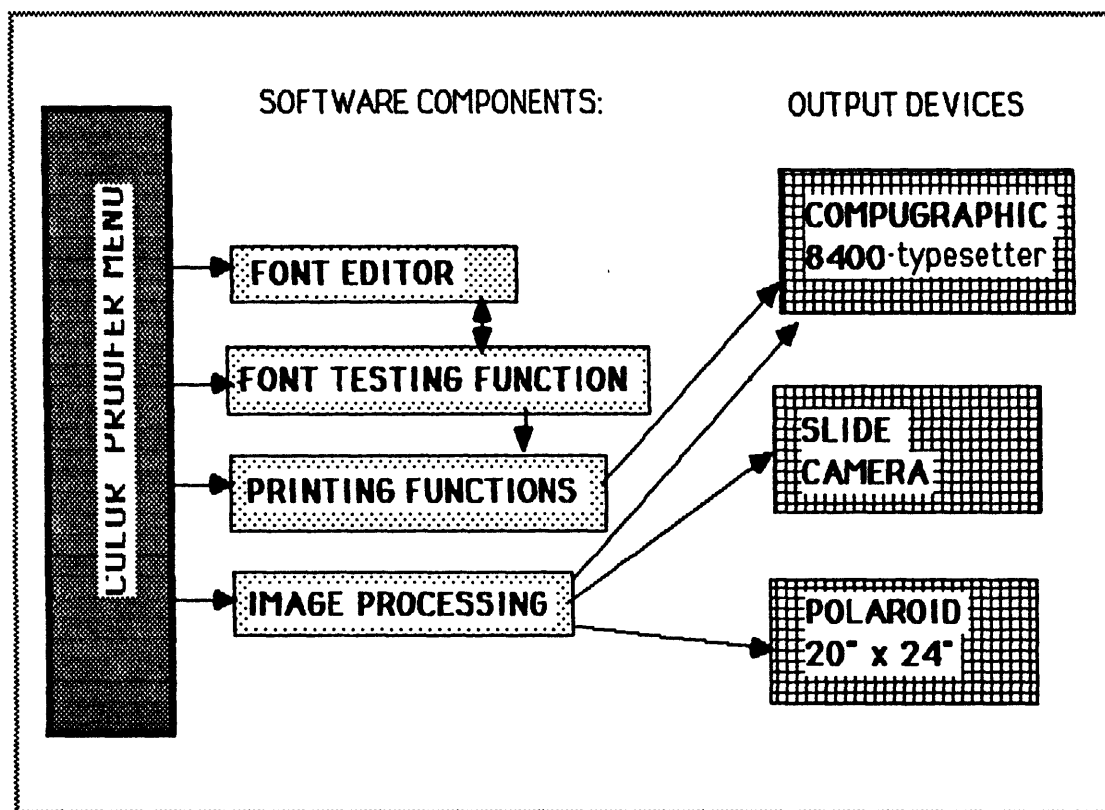 SOFTWARE COMPONENTS:
OUTPUT DEVICES
COLOR PROOFER MENU
FONT EDITOR
FONT TESTING FUNCTION
PRINTING FUNCTIONS
IMAGE PROCESSING
COMPUGRAPHIC
8400-typesetter
SLIDE
CAMERA
POLAROID
20" x 24"